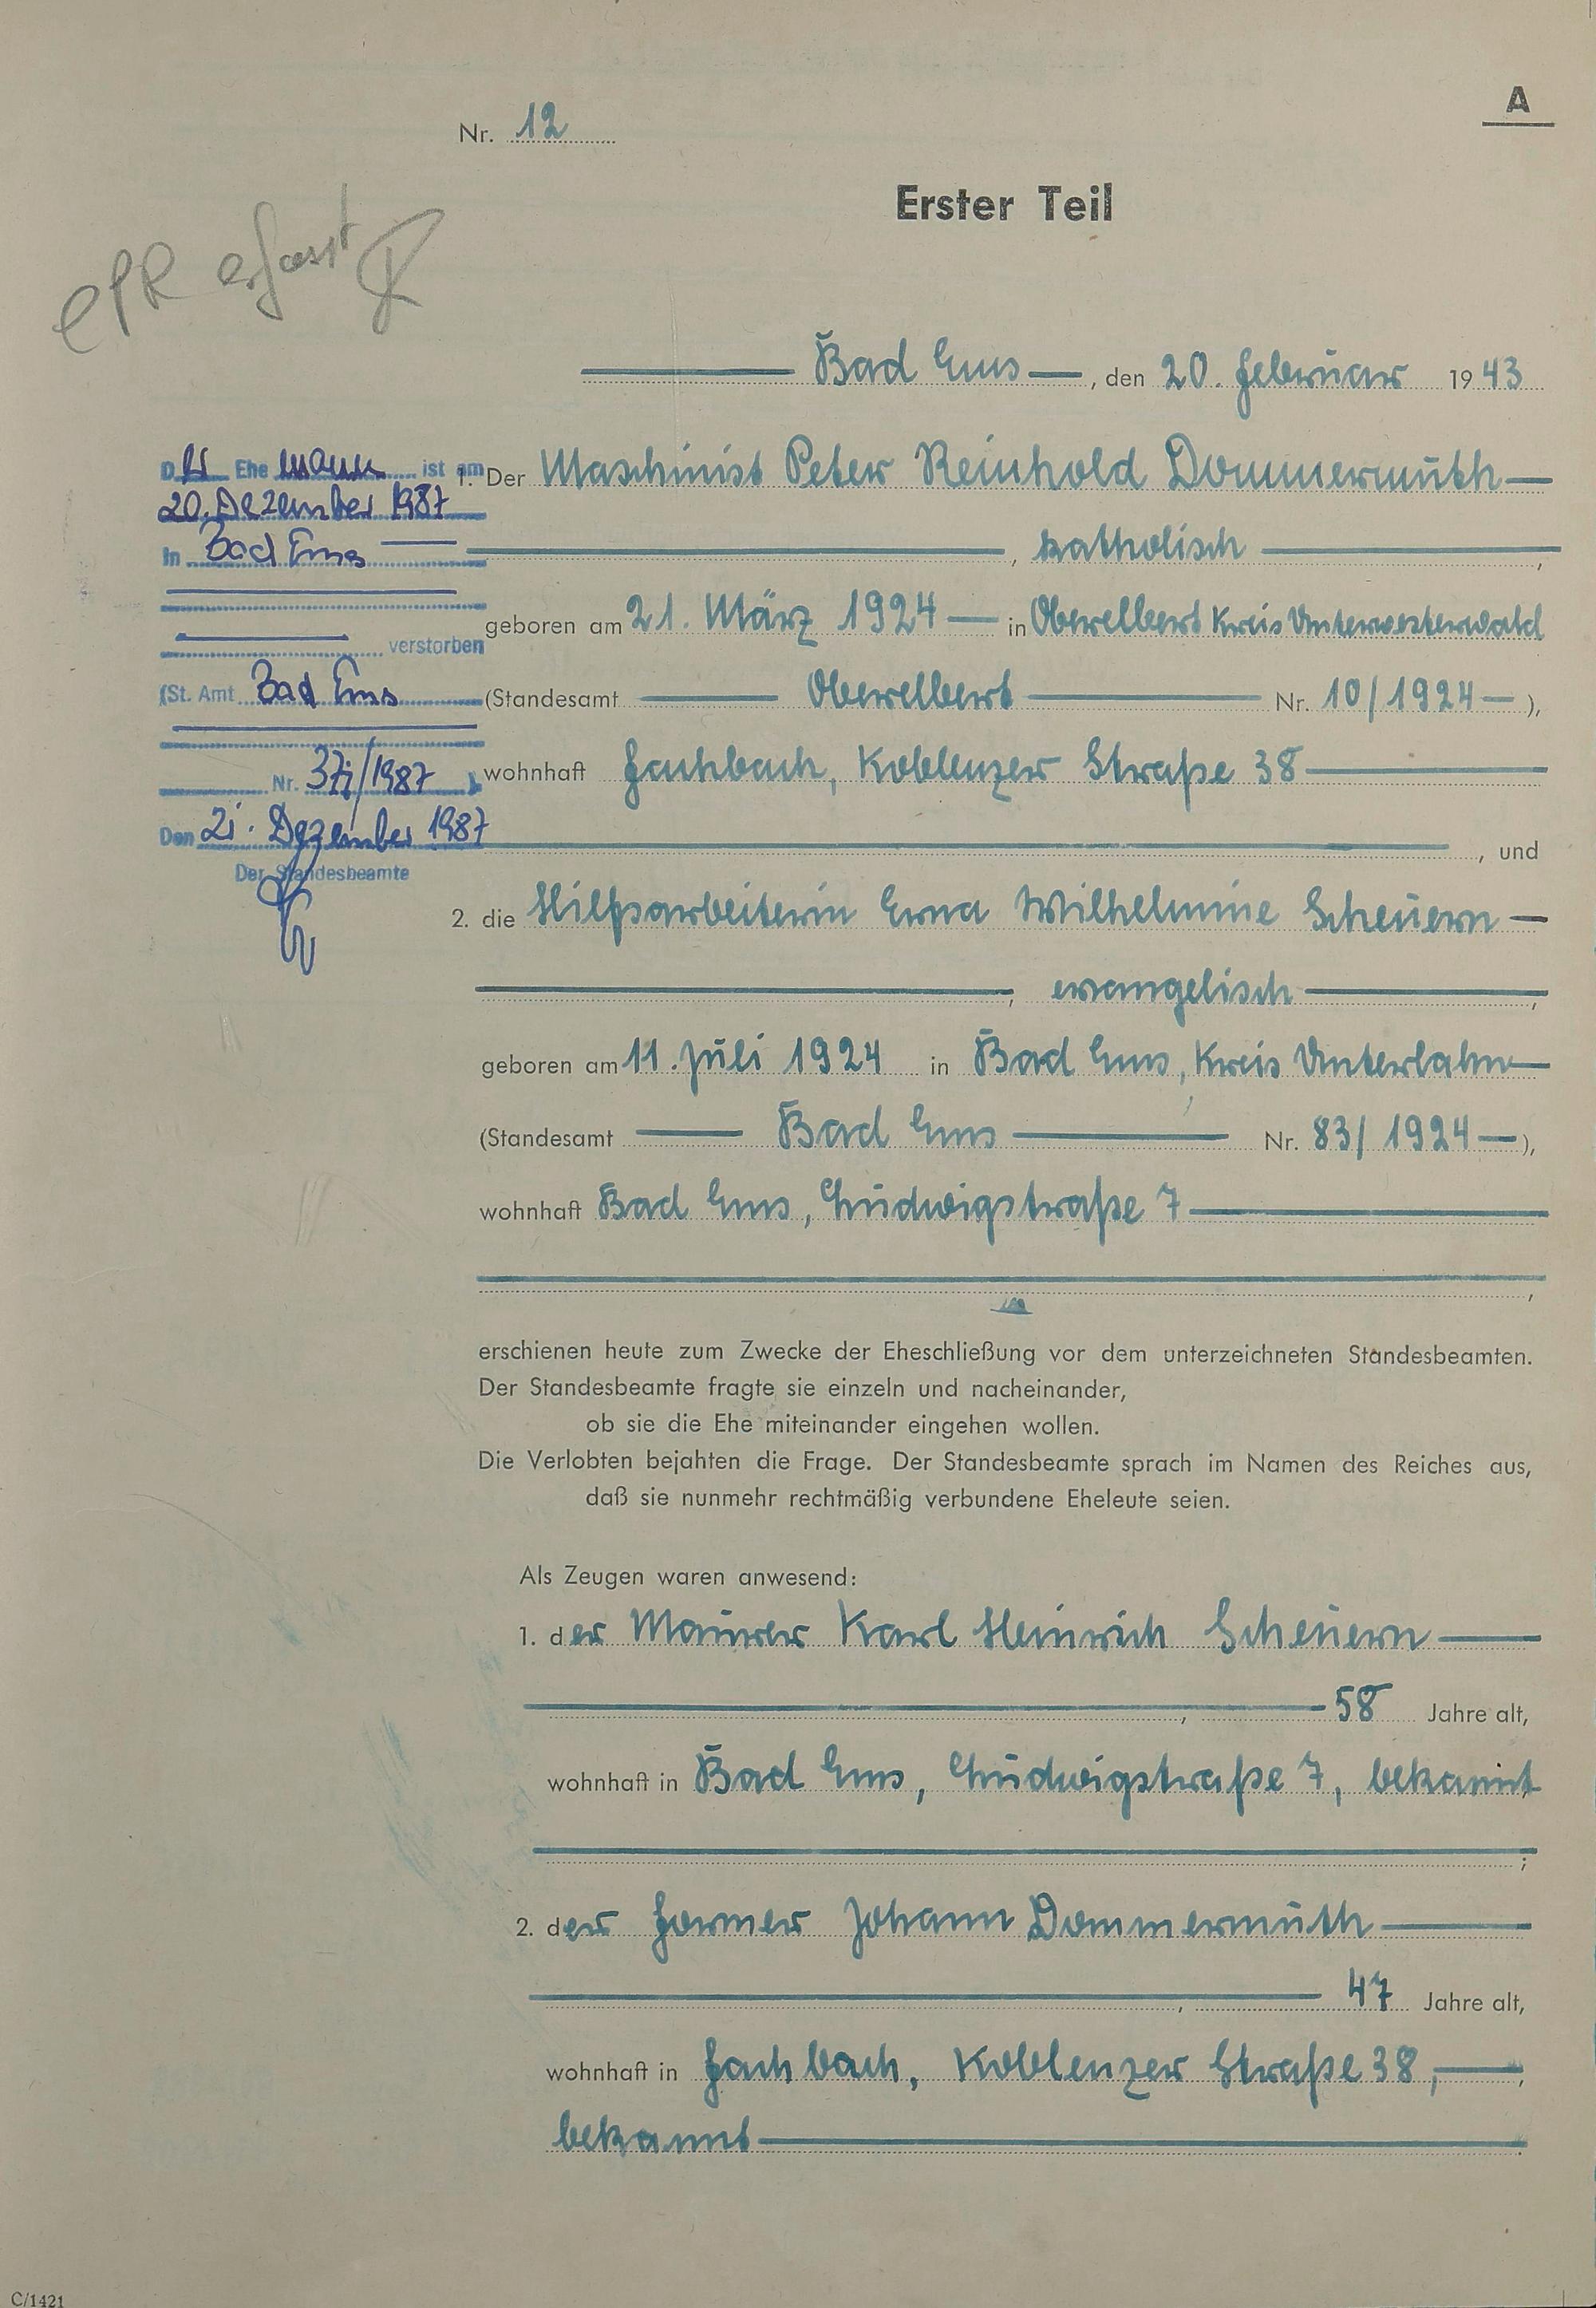 A
Nr. 12
Erster Teil
EPR erfasst
Bad Ems, den 20. Februar 1943
1. Der Maschinist Peter Reinhold Dommermuth
, katholisch,
geboren am 21. März 1924 in Oberelbert Kreis Unterwesterwald
(Standesamt Oberelbert Nr. 10/1924),
wohnhaft Fachbach, Koblenzer Straße 38
, und
2. die Hilfsarbeiterin Erna Wilhelmine Scheuern
, evangelisch,
geboren am 11. Juli 1924 in Bad Ems, Kreis Unterlahn
(Standesamt Bad Ems Nr. 83/1924),
wohnhaft Bad Ems, Ludwigstraße 7
,
erschienen heute zum Zwecke der Eheschließung vor dem unterzeichneten Standesbeamten.
Der Standesbeamte fragte sie einzeln und nacheinander,
ob sie die Ehe miteinander eingehen wollen.
Die Verlobten bejahten die Frage. Der Standesbeamte sprach im Namen des Reiches aus,
daß sie nunmehr rechtmäßig verbundene Eheleute seien.
Als Zeugen waren anwesend:
1. der Maurer Karl Heinrich Scheuern
, 58 Jahre alt,
wohnhaft in Bad Ems, Ludwigstraße 7, bekannt
;
2. der Former Johann Dommermuth
, 47 Jahre alt,
wohnhaft in Fachbach, Koblenzer Straße 38,
bekannt.
Der Ehemann ist am
20. Dezember 1987
in Bad Ems
verstorben
(St. Amt Bad Ems
Nr. /1987)
Den 21. Dezember 1987
Der Standesbeamte
C/1421